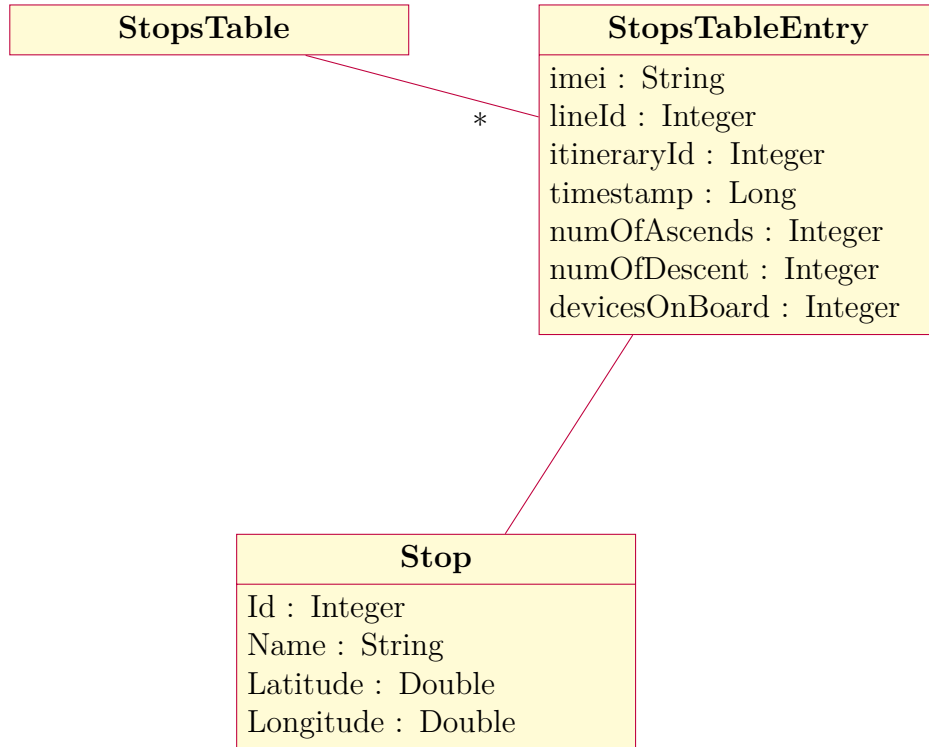 StopsTable
StopsTableEntry
imei : String
lineId : Integer
itineraryId : Integer
timestamp : Long
numOfAscends : Integer
numOfDescent : Integer
devicesOnBoard : Integer
*
Stop
Id : Integer
Name : String
Latitude : Double
Longitude : Double